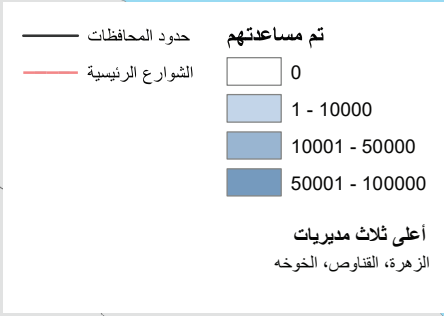 تم مساعدتهم
0
1 - 10000
10001 - 50000
50001 - 100000
حدود المحافظات
الشوارع الرئيسية
أعلى ثلاث مديريات
الزهرة، القناوص، الخوخه